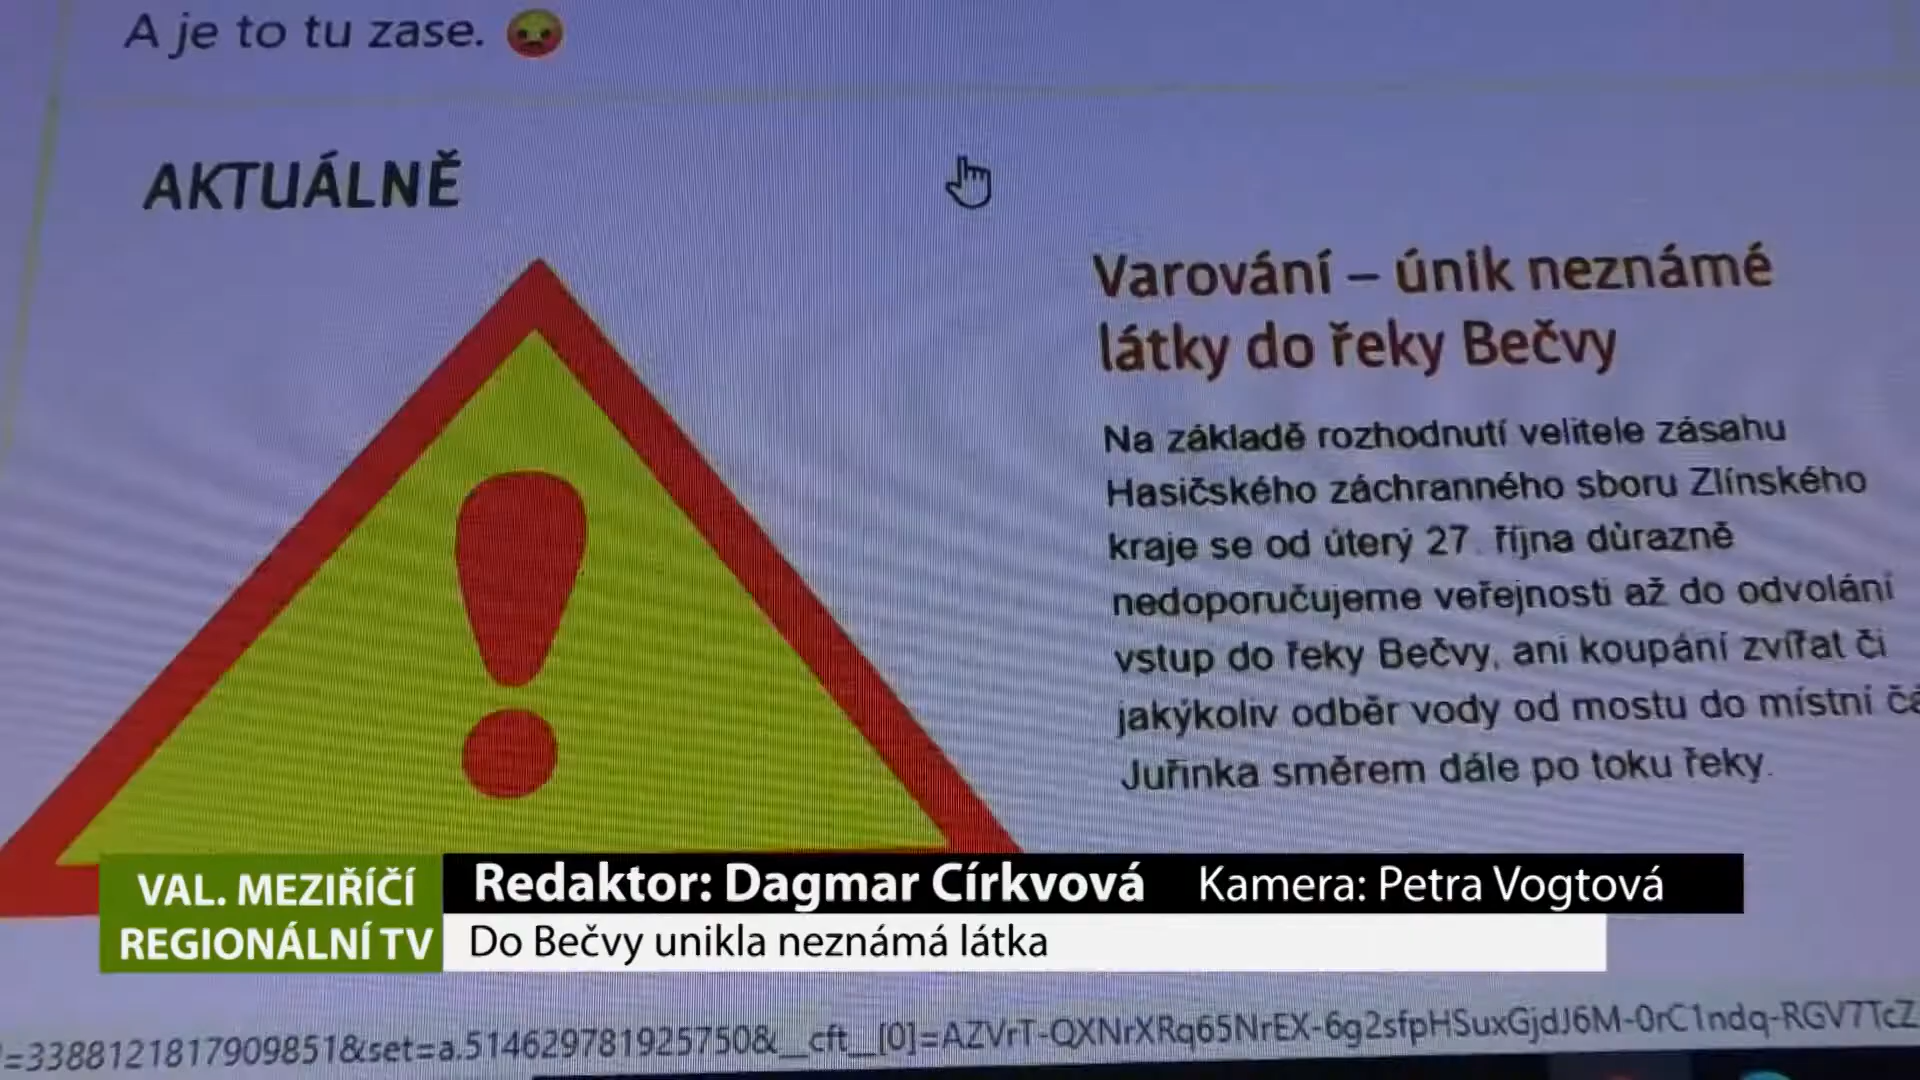 A je to tu zase.
AKTUÁLNĚ
Varování – únik neznámé
látky do řeky Bečvy
Na základě rozhodnutí velitele zásahu
Hasičského záchranného sboru Zlínského
kraje se od úterý 27. října důrazně
nedoporučujeme veřejnosti až do odvolání
vstup do řeky Bečvy, ani koupání zvířat či
jakýkoliv odběr vody od mostu do místní
Juřinka směrem dále po toku řeky.
VAL. MEZIŘÍČÍ
REGIONÁLNÍ TV
Redaktor: Dagmar Církvová Kamera: Petra Vogtová
Do Bečvy unikla neznámá látka
=3388121817909851&set=a.514629781925750&__cft__[0]=AZVrT-QXNrXRq65NrEX-6g2sfpHSuxGjdJ6M-0rC1ndq-RGV7TcZ